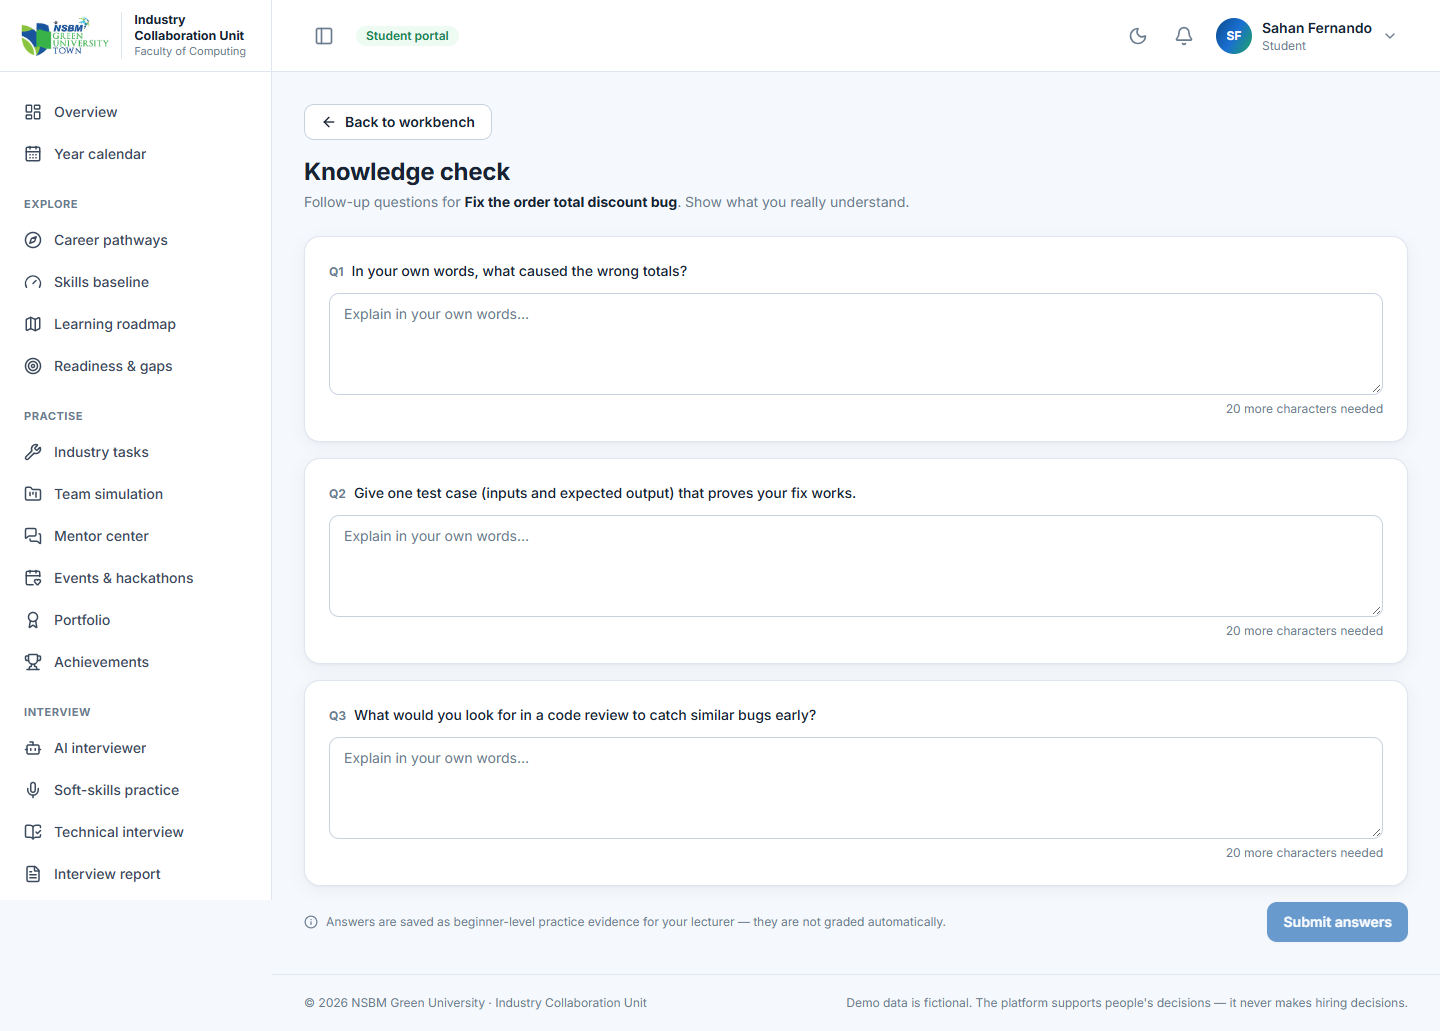 NSBM
GREEN
UNIVERSITY
TOWN
Industry
Collaboration Unit
Faculty of Computing
Student portal
SF
Sahan Fernando
Student
Overview
Year calendar
EXPLORE
Career pathways
Skills baseline
Learning roadmap
Readiness & gaps
PRACTISE
Industry tasks
Team simulation
Mentor center
Events & hackathons
Portfolio
Achievements
INTERVIEW
AI interviewer
Soft-skills practice
Technical interview
Interview report
Back to workbench
Knowledge check
Follow-up questions for Fix the order total discount bug. Show what you really understand.
Q1 In your own words, what caused the wrong totals?
Explain in your own words...
20 more characters needed
Q2 Give one test case (inputs and expected output) that proves your fix works.
Explain in your own words...
20 more characters needed
Q3 What would you look for in a code review to catch similar bugs early?
Explain in your own words...
20 more characters needed
Answers are saved as beginner-level practice evidence for your lecturer — they are not graded automatically.
Submit answers
© 2026 NSBM Green University · Industry Collaboration Unit
Demo data is fictional. The platform supports people's decisions — it never makes hiring decisions.